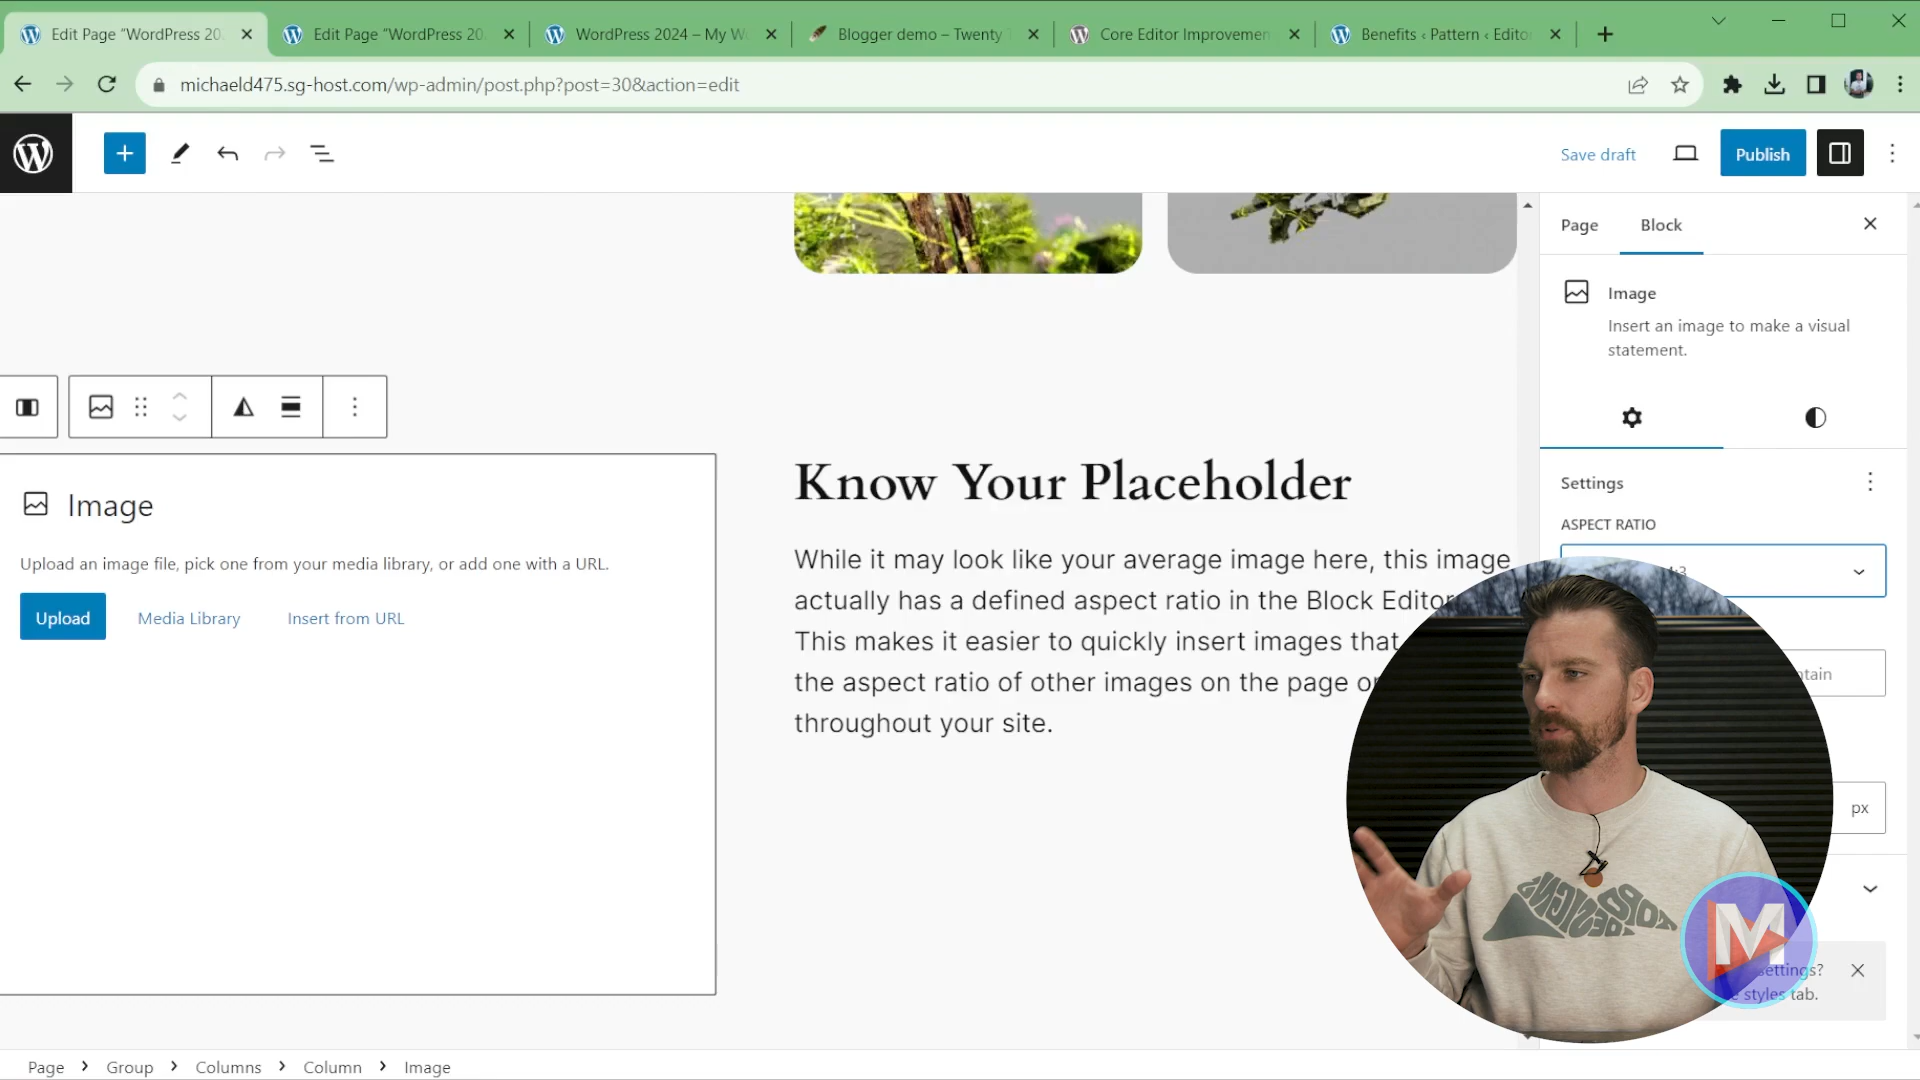 Edit Page “WordPress 20
Edit Page “WordPress 20
WordPress 2024 – My W
Blogger demo – Twenty
Core Editor Improvemen
Benefits ‹ Pattern ‹ Edito
michaeld475.sg-host.com/wp-admin/post.php?post=30&action=edit
Save draft
Publish
Page
Block
Image
Insert an image to make a visual
statement.
Settings
ASPECT RATIO
Image
Upload an image file, pick one from your media library, or add one with a URL.
Upload
Media Library
Insert from URL
Know Your Placeholder
While it may look like your average image here, this image
actually has a defined aspect ratio in the Block Editor
This makes it easier to quickly insert images that
the aspect ratio of other images on the page or
throughout your site.
px
settings?
styles tab.
M
Page > Group > Columns > Column > Image